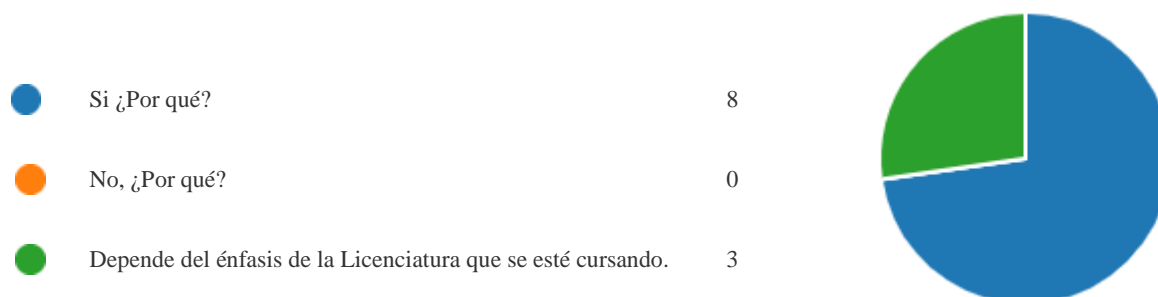 Si ¿Por qué? 8
No, ¿Por qué? 0
Depende del énfasis de la Licenciatura que se esté cursando. 3